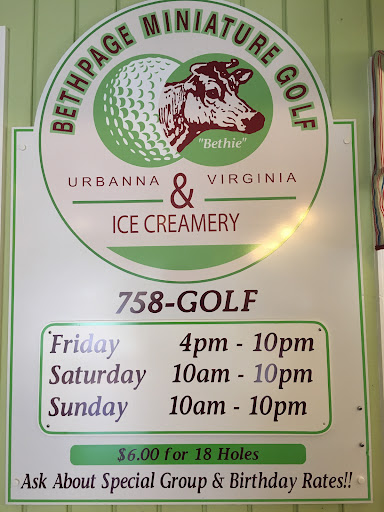 BETHPAGE MINIATURE GOLF
"Bethie"
URBANNA & VIRGINIA
ICE CREAMERY
758-GOLF
Friday 4pm - 10pm
Saturday 10am - 10pm
Sunday 10am - 10pm
$6.00 for 18 Holes
Ask About Special Group & Birthday Rates!!